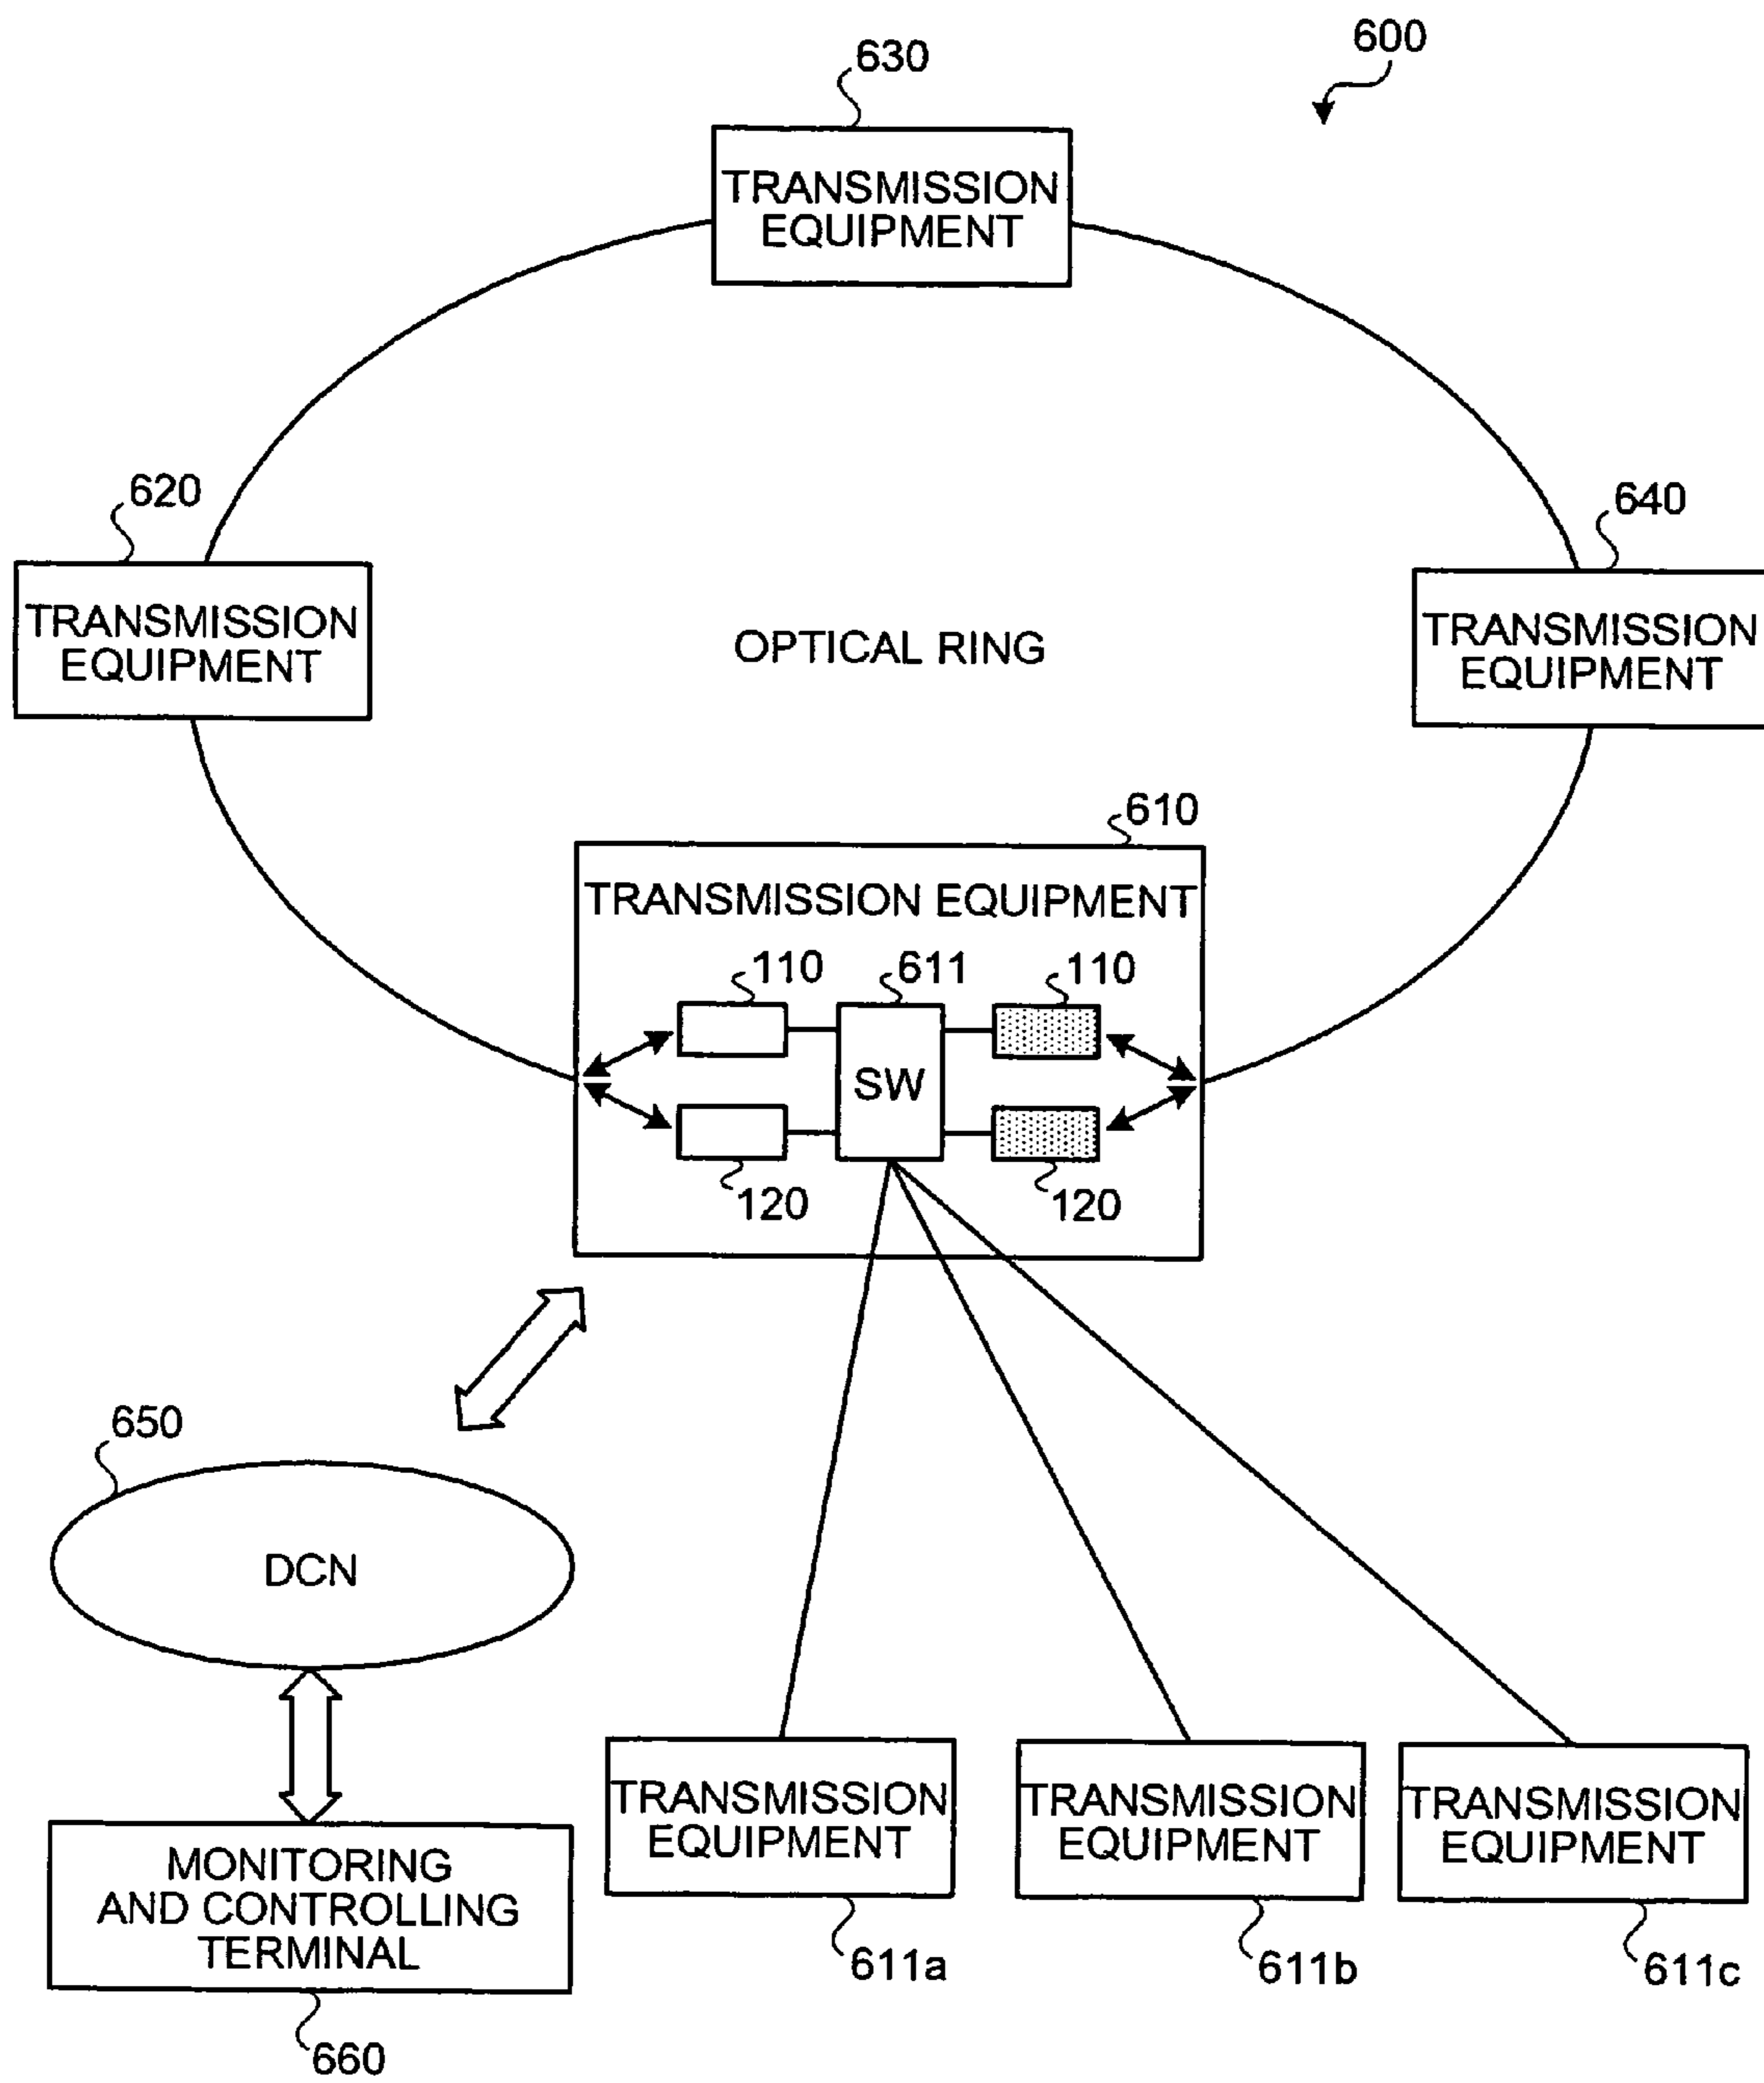 600
630
TRANSMISSION
EQUIPMENT
620
640
TRANSMISSION
EQUIPMENT
OPTICAL RING
TRANSMISSION
EQUIPMENT
610
TRANSMISSION EQUIPMENT
110
611
110
SW
120
120
650
DCN
MONITORING
AND CONTROLLING
TERMINAL
660
TRANSMISSION
EQUIPMENT
611a
TRANSMISSION
EQUIPMENT
611b
TRANSMISSION
EQUIPMENT
611c